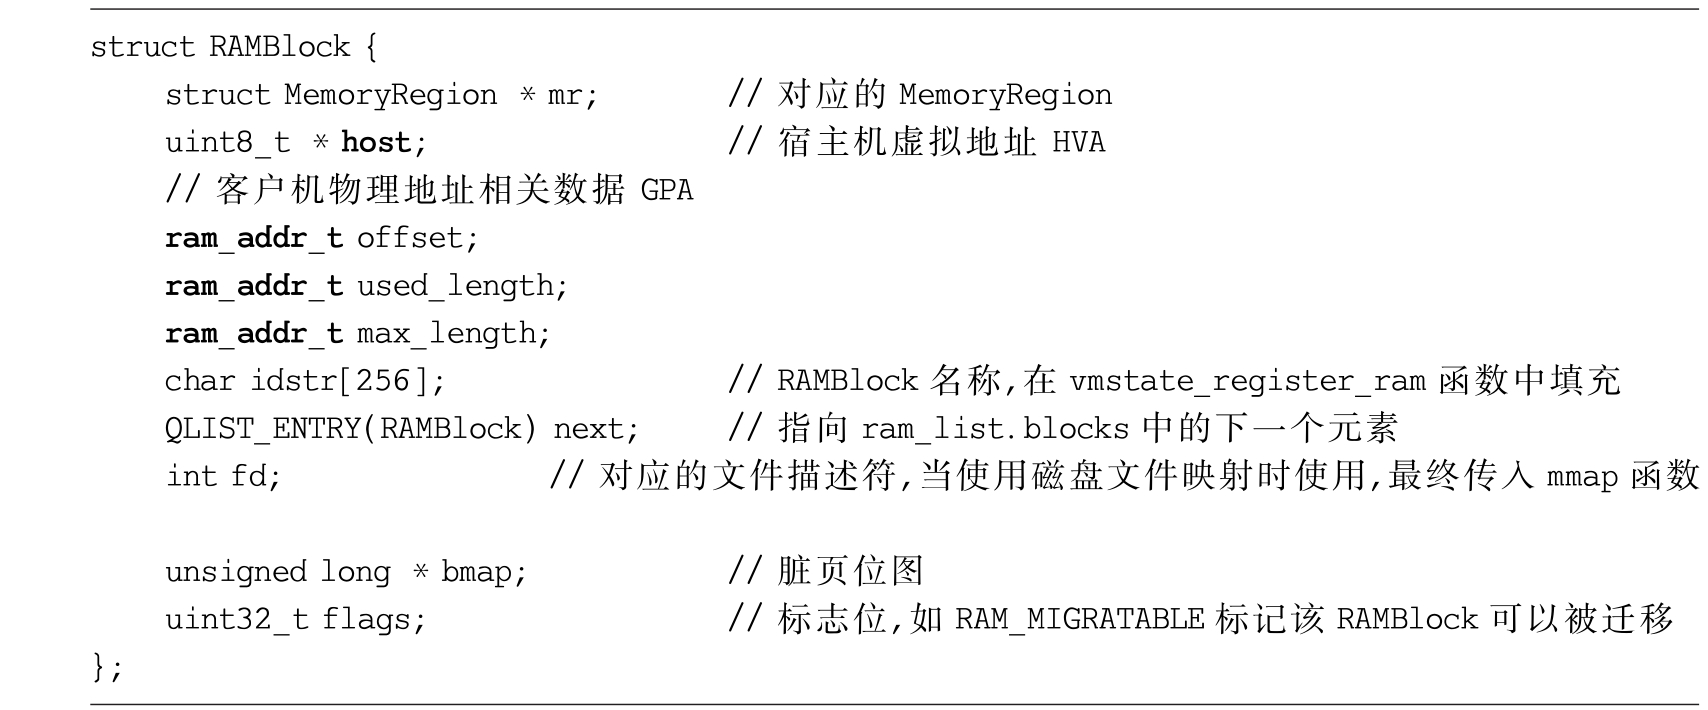 struct RAMBlock {
struct MemoryRegion * mr; // 对应的 MemoryRegion
uint8_t * host; // 宿主机虚拟地址 HVA
// 客户机物理地址相关数据 GPA
ram_addr_t offset;
ram_addr_t used_length;
ram_addr_t max_length;
char idstr[256]; // RAMBlock 名称,在 vmstate_register_ram 函数中填充
QLIST_ENTRY(RAMBlock) next; // 指向 ram_list.blocks 中的下一个元素
int fd; // 对应的文件描述符,当使用磁盘文件映射时使用,最终传入 mmap 函数
unsigned long * bmap; // 脏页位图
uint32_t flags; // 标志位,如 RAM_MIGRATABLE 标记该 RAMBlock 可以被迁移
};